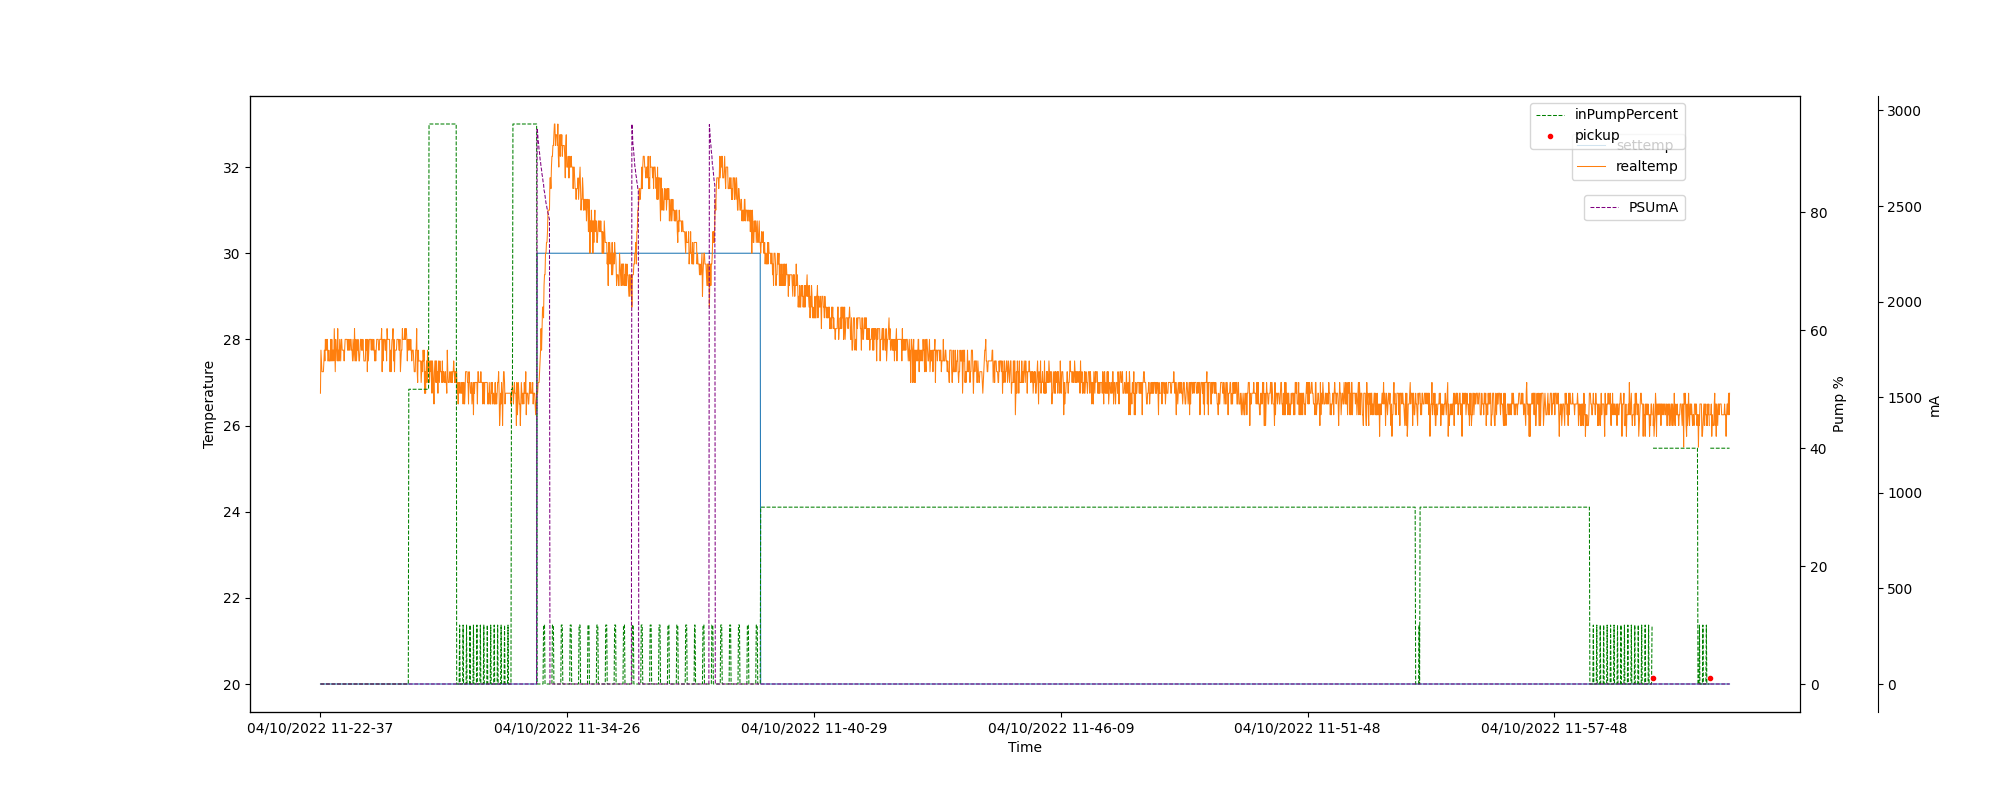 inPumpPercent
pickup
settemp
realtemp
PSUmA
Temperature
32
30
28
26
24
22
20
Pump %
80
60
40
20
0
mA
3000
2500
2000
1500
1000
500
0
04/10/2022 11-22-37
04/10/2022 11-34-26
04/10/2022 11-40-29
04/10/2022 11-46-09
04/10/2022 11-51-48
04/10/2022 11-57-48
Time